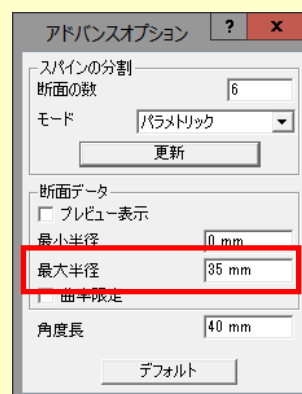 アドバンスオプション ? x
スパインの分割
断面の数 6
モード パラメトリック
更新
断面データ
プレビュー表示
最小半径 0 mm
最大半径 35 mm
曲率限定
角度長 40 mm
デフォルト